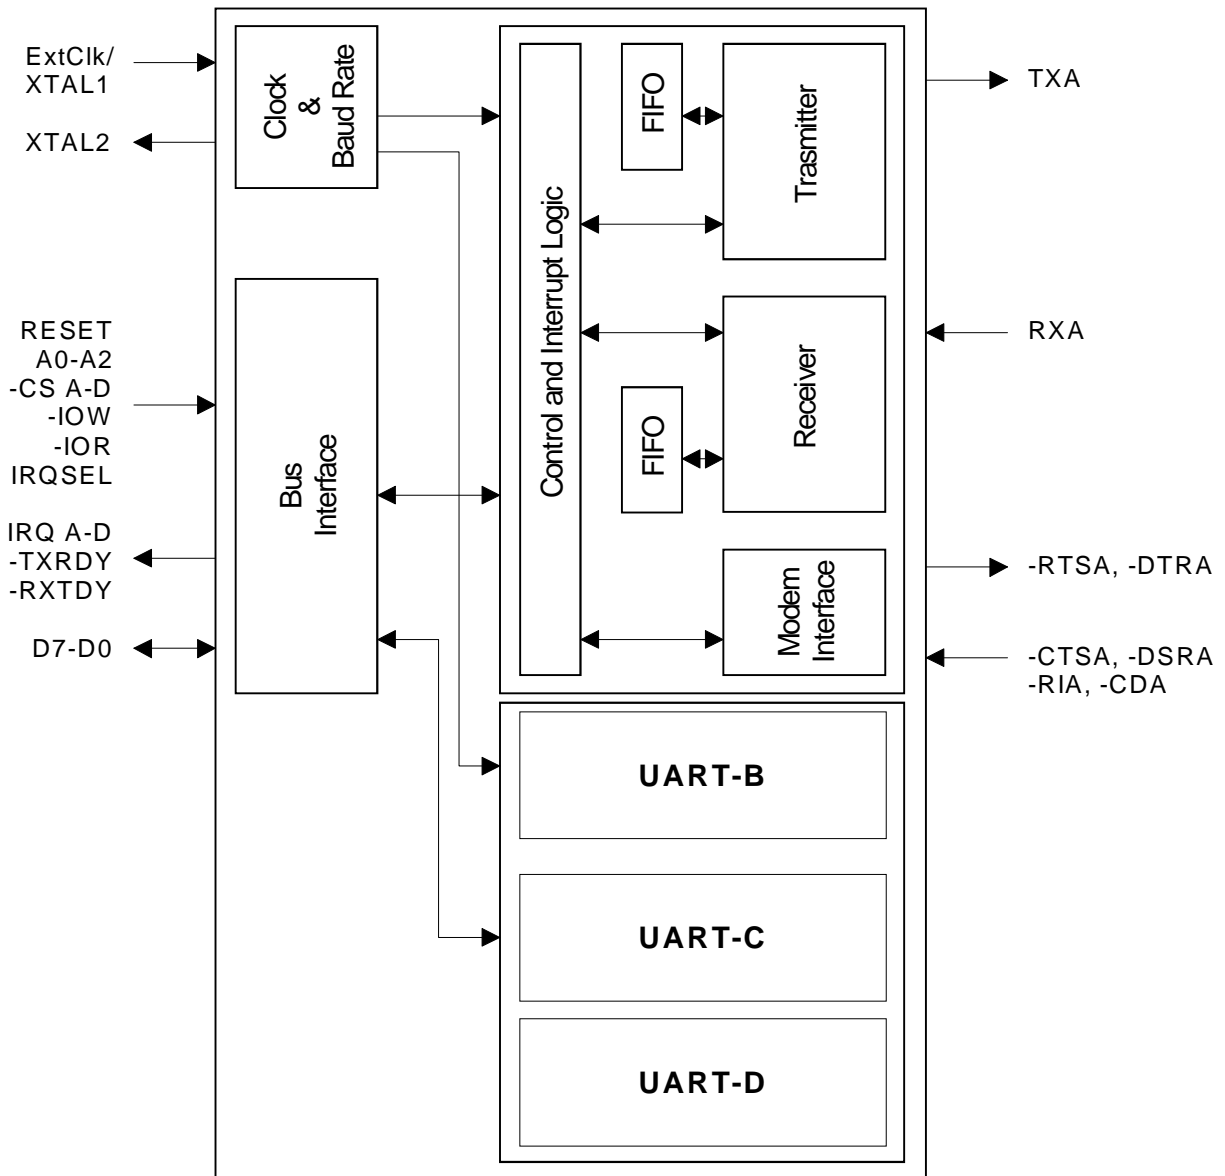 ExtClk/
XTAL1
XTAL2
RESET
A0-A2
-CS A-D
-IOW
-IOR
IRQSEL
IRQ A-D
-TXRDY
-RXTDY
D7-D0
Clock
&
Baud Rate
Bus
Interface
Control and Interrupt Logic
FIFO
Trasmitter
FIFO
Receiver
Modem
Interface
UART-B
UART-C
UART-D
TXA
RXA
-RTSA, -DTRA
-CTSA, -DSRA
-RIA, -CDA